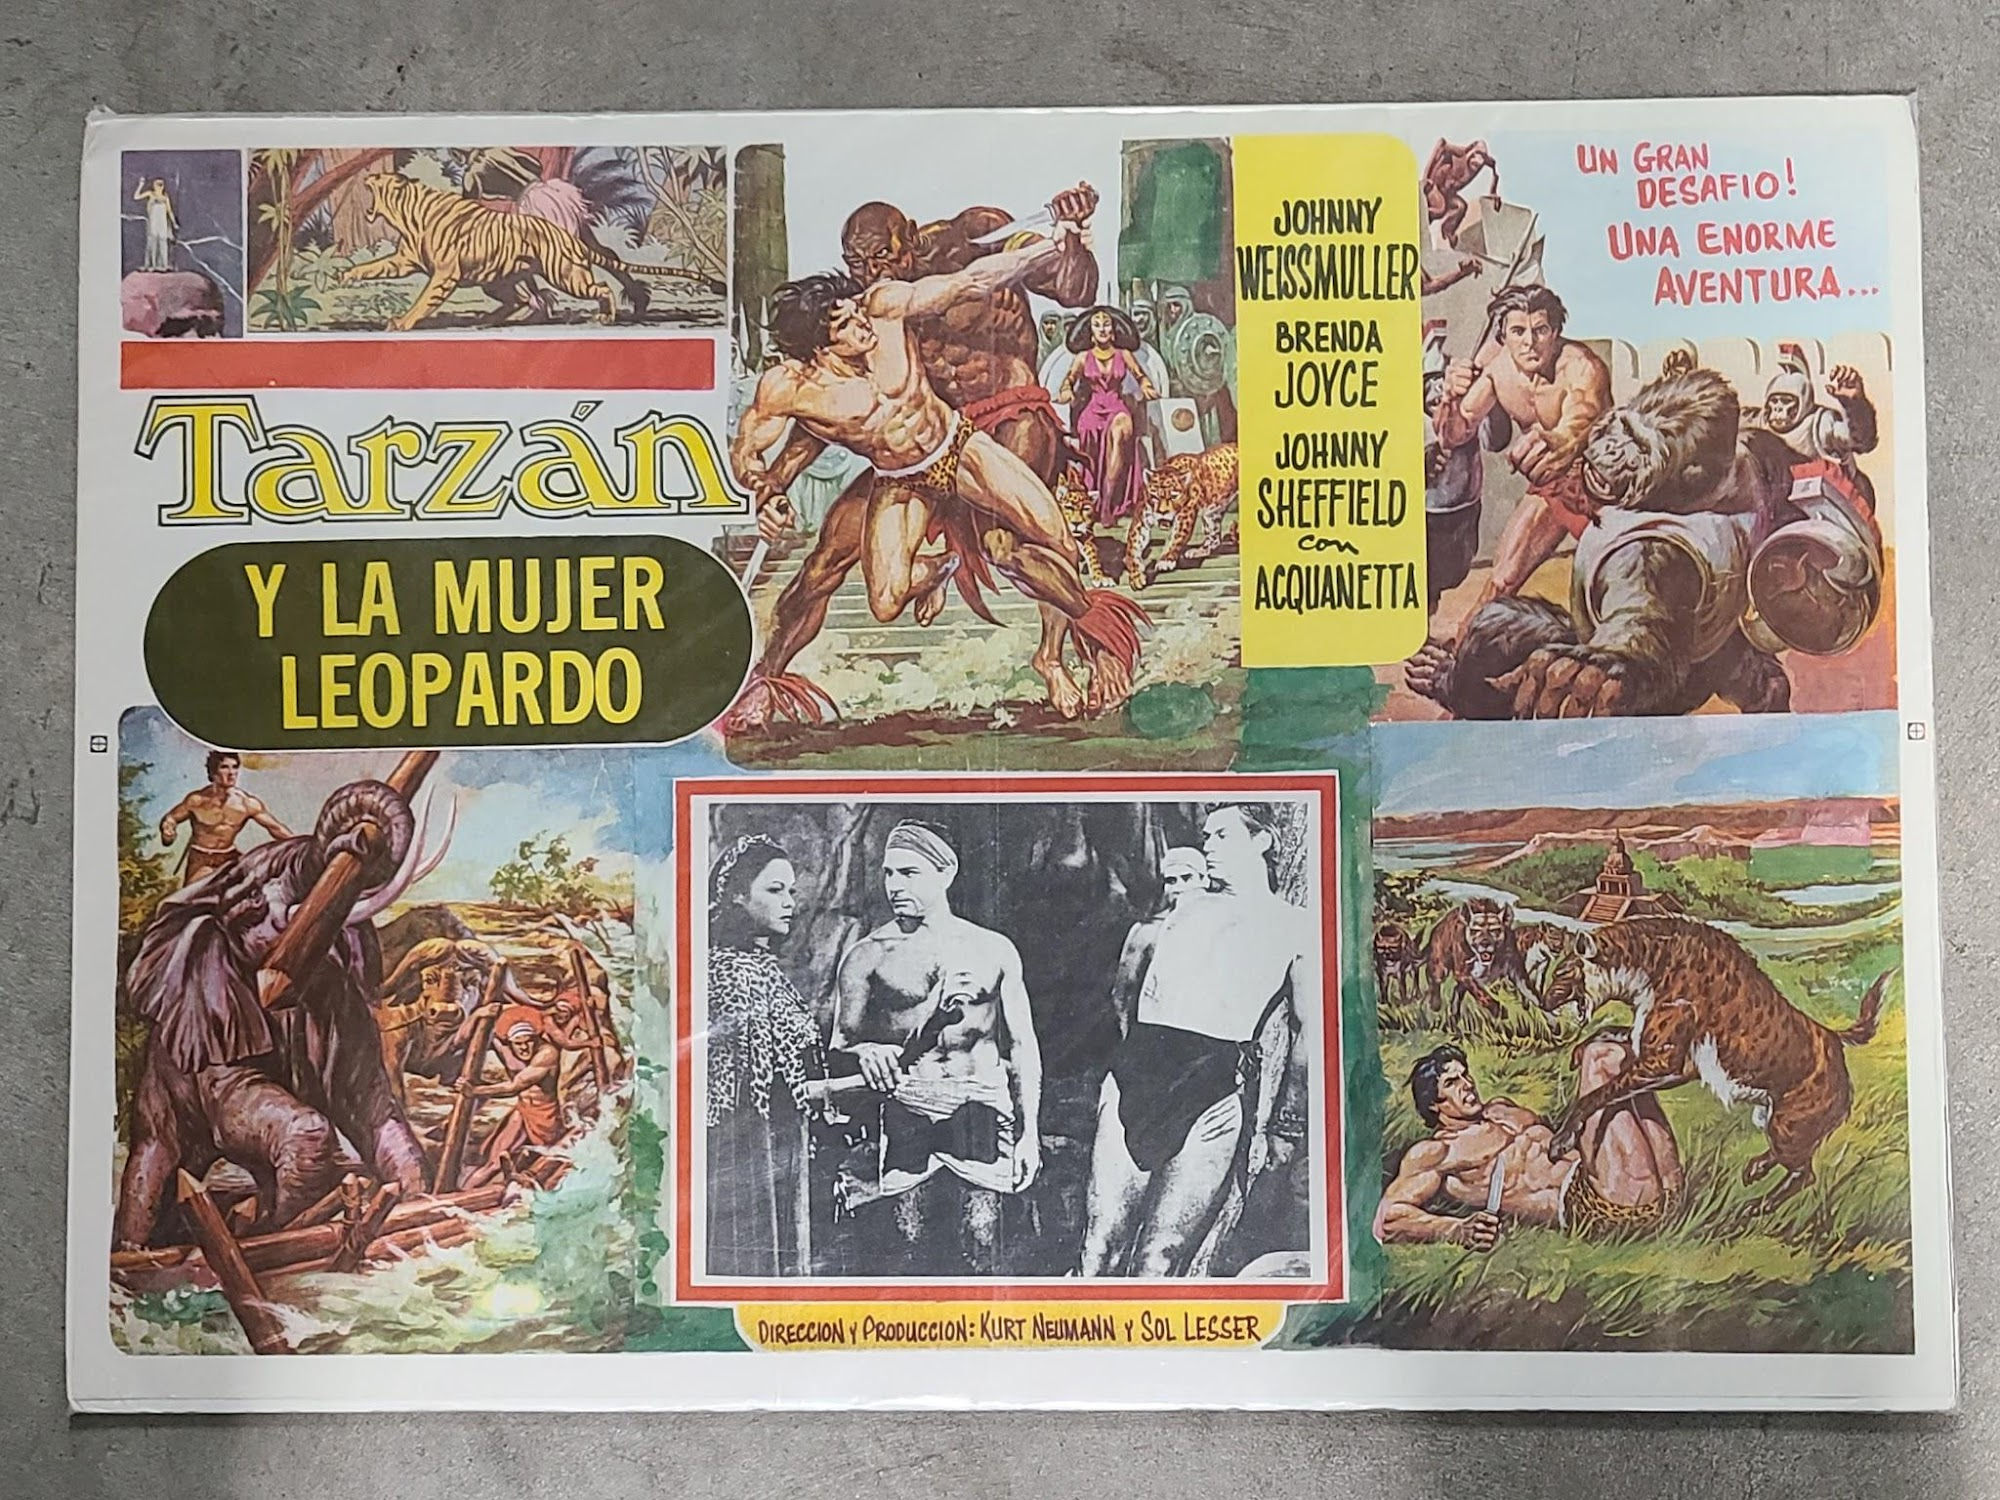 Tarzán
Y LA MUJER
LEOPARDO
JOHNNY
WEISSMULLER
BRENDA
JOYCE
JOHNNY
SHEFFIELD
con
ACQUANETTA
UN GRAN
DESAFIO!
UNA ENORME
AVENTURA...
DIRECCION Y PRODUCCION: KURT NEUMANN Y SOL LESSER